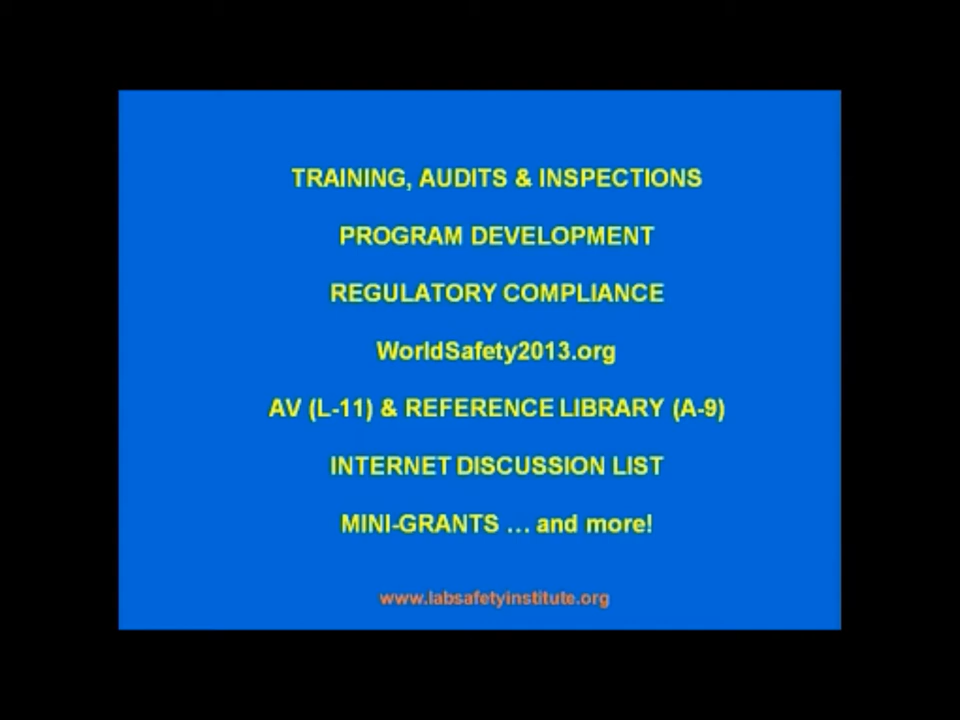 TRAINING, AUDITS & INSPECTIONS
PROGRAM DEVELOPMENT
REGULATORY COMPLIANCE
WorldSafety2013.org
AV (L-11) & REFERENCE LIBRARY (A-9)
INTERNET DISCUSSION LIST
MINI-GRANTS … and more!
www.labsafetyinstitute.org